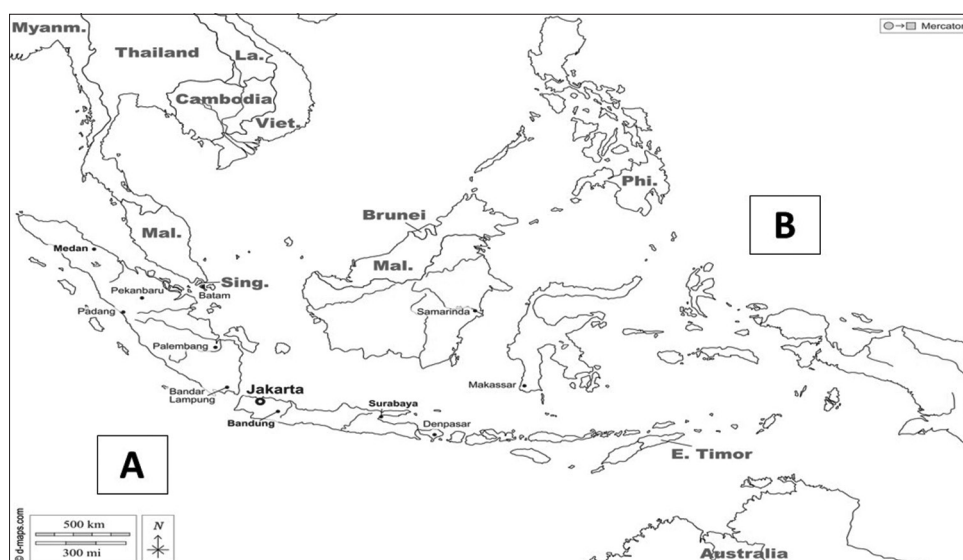 Myanm.
Thailand
La.
Mercator
Cambodia
Viet.
Phi.
Brunei
B
Mal.
Medan
Mal.
Sing.
Pekanbaru
Batam
Padang
Samarinda
Palembang
Makassar
Bandar
Lampung
Jakarta
Surabaya
Bandung
Denpasar
E. Timor
A
500 km
300 mi
N
© d-maps.com
Australia